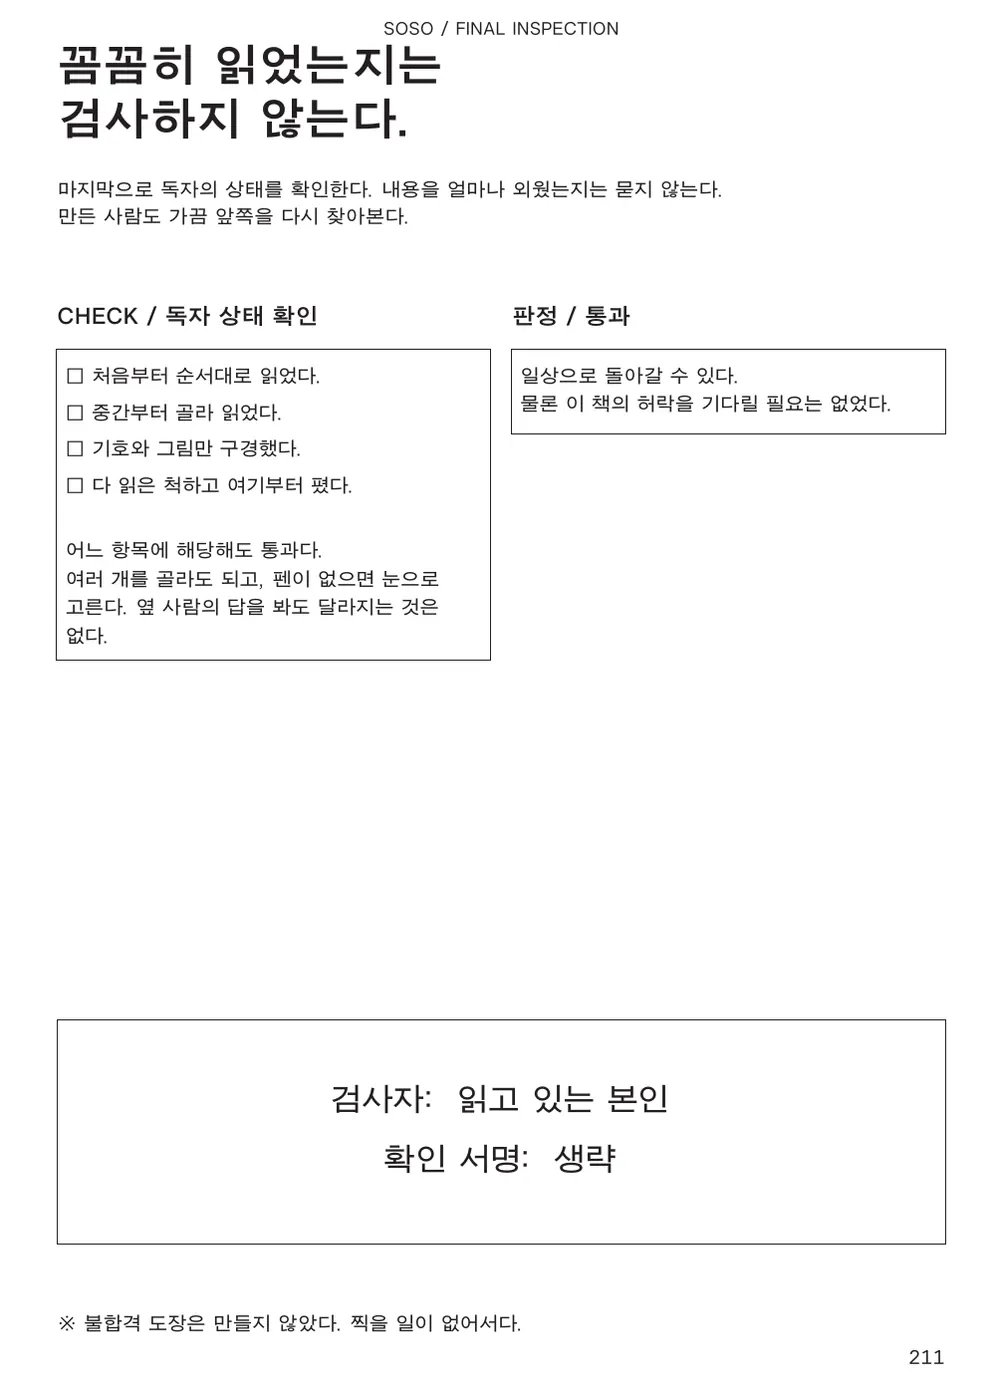 SOSO / FINAL INSPECTION
꼼꼼히 읽었는지는
검사하지 않는다.
마지막으로 독자의 상태를 확인한다. 내용을 얼마나 외웠는지는 묻지 않는다.
만든 사람도 가끔 앞쪽을 다시 찾아본다.
CHECK / 독자 상태 확인
□ 처음부터 순서대로 읽었다.
□ 중간부터 골라 읽었다.
□ 기호와 그림만 구경했다.
□ 다 읽은 척하고 여기부터 폈다.
어느 항목에 해당해도 통과다.
여러 개를 골라도 되고, 펜이 없으면 눈으로
고른다. 옆 사람의 답을 봐도 달라지는 것은
없다.
판정 / 통과
일상으로 돌아갈 수 있다.
물론 이 책의 허락을 기다릴 필요는 없었다.
검사자: 읽고 있는 본인
확인 서명: 생략
※ 불합격 도장은 만들지 않았다. 찍을 일이 없어서다.
211